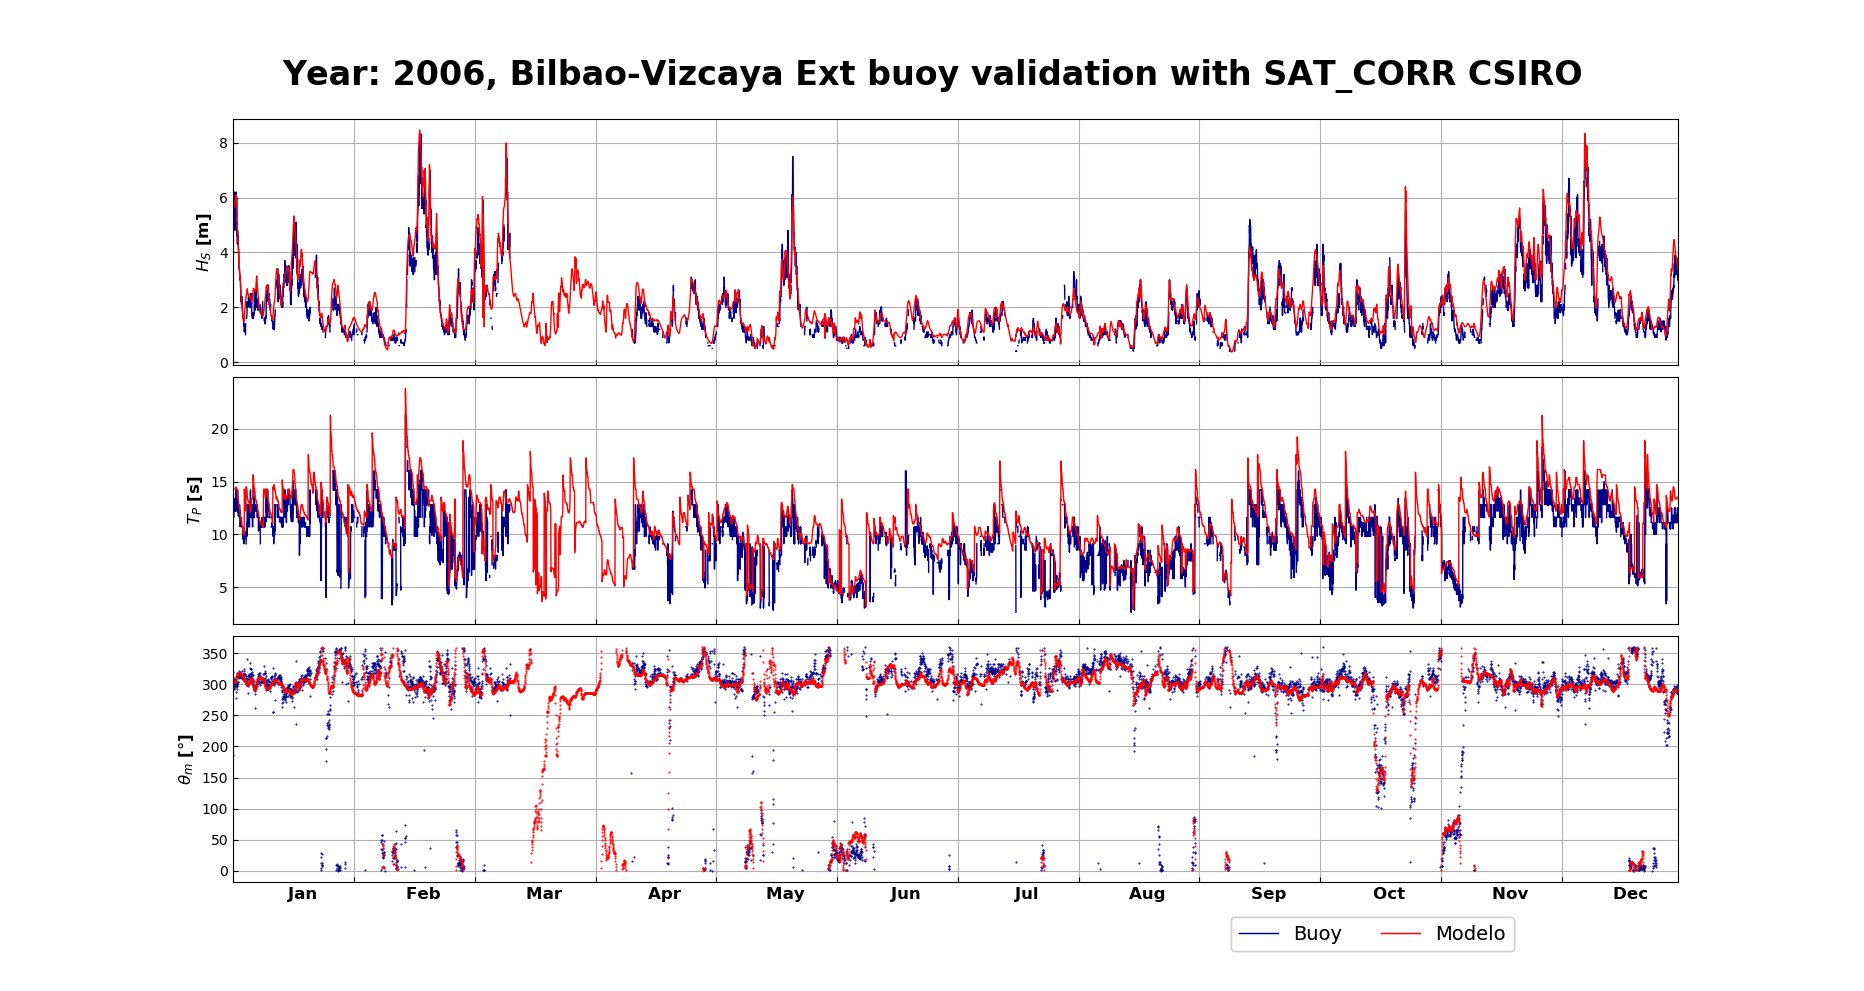 Year: 2006, Bilbao-Vizcaya Ext buoy validation with SAT_CORR CSIRO
8
6
4
2
0
H_S [m]
20
15
10
5
T_P [s]
350
300
250
200
150
100
50
0
θ_m [°]
Jan Feb Mar Apr May Jun Jul Aug Sep Oct Nov Dec
Buoy Modelo